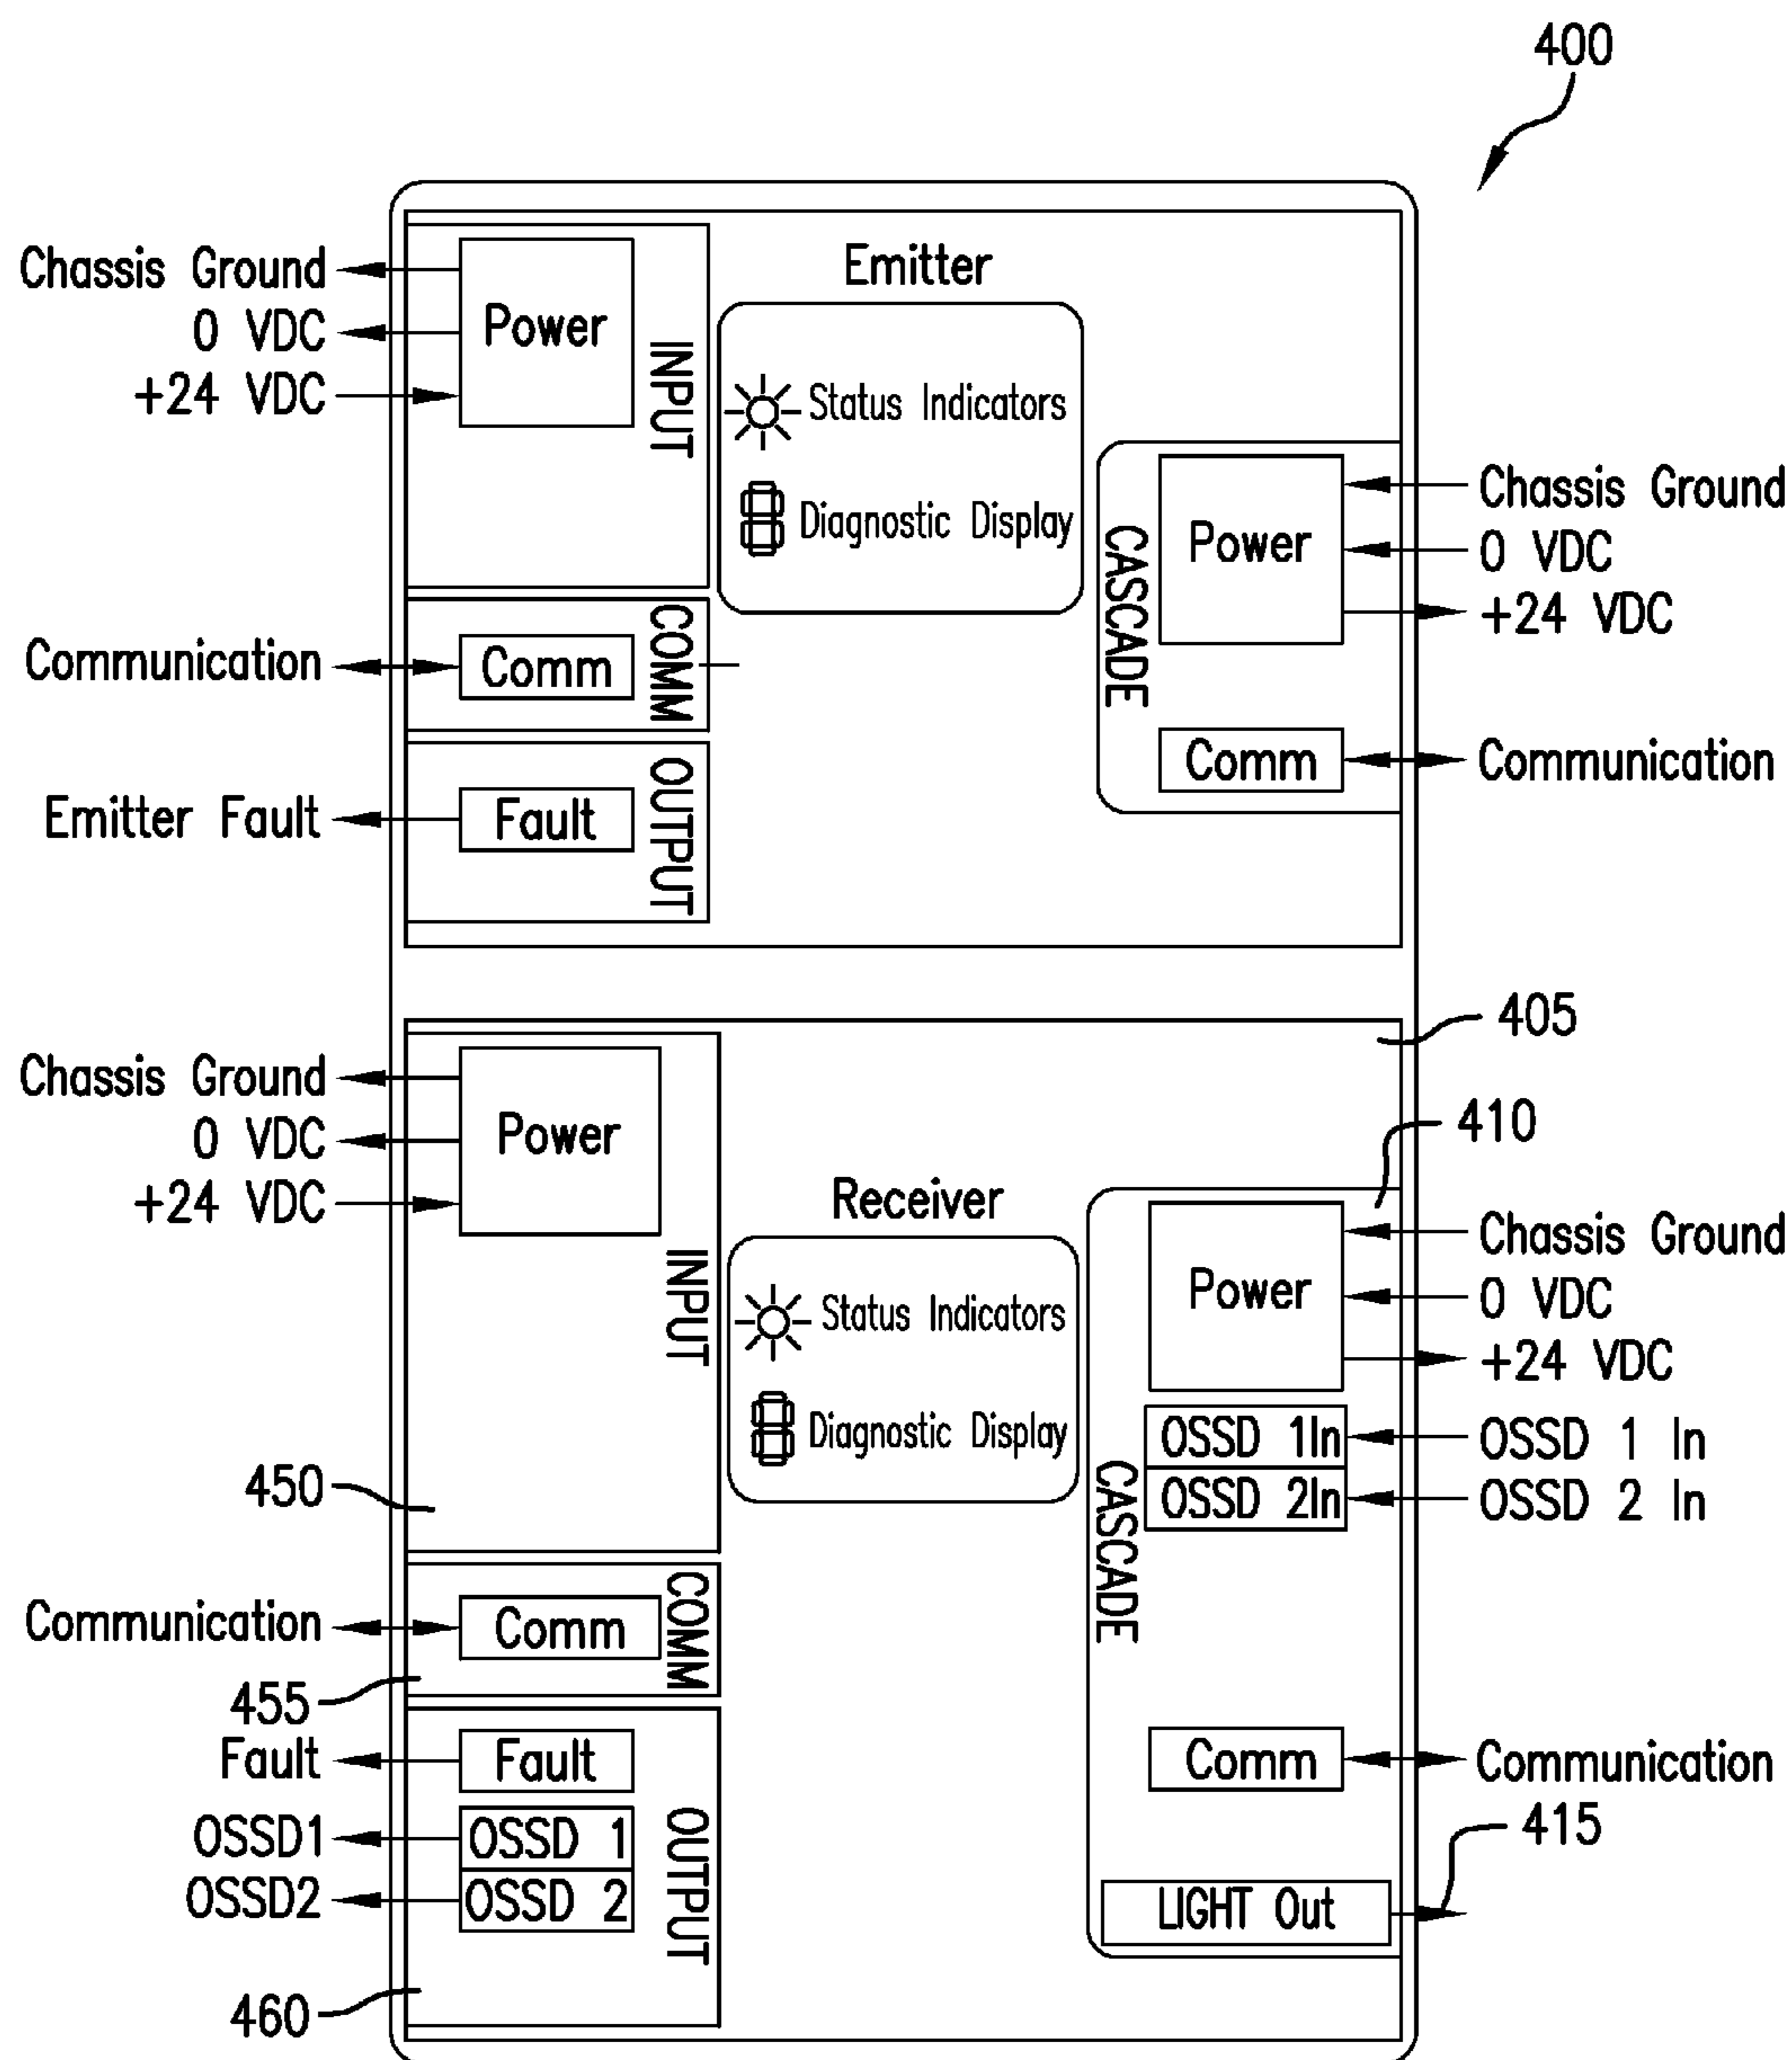 400
Emitter
Chassis Ground
0 VDC
+24 VDC
Power
INPUT
Status Indicators
Diagnostic Display
CASCADE
Power
Chassis Ground
0 VDC
+24 VDC
Communication
Comm
COMM
Comm
Communication
Emitter Fault
Fault
OUTPUT
405
410
Chassis Ground
0 VDC
+24 VDC
Power
INPUT
Receiver
Status Indicators
Diagnostic Display
CASCADE
Power
Chassis Ground
0 VDC
+24 VDC
OSSD 1In
OSSD 1 In
OSSD 2In
OSSD 2 In
450
Communication
Comm
COMM
455
Fault
Fault
OSSD1
OSSD 1
OSSD2
OSSD 2
OUTPUT
460
Comm
Communication
415
LIGHT Out